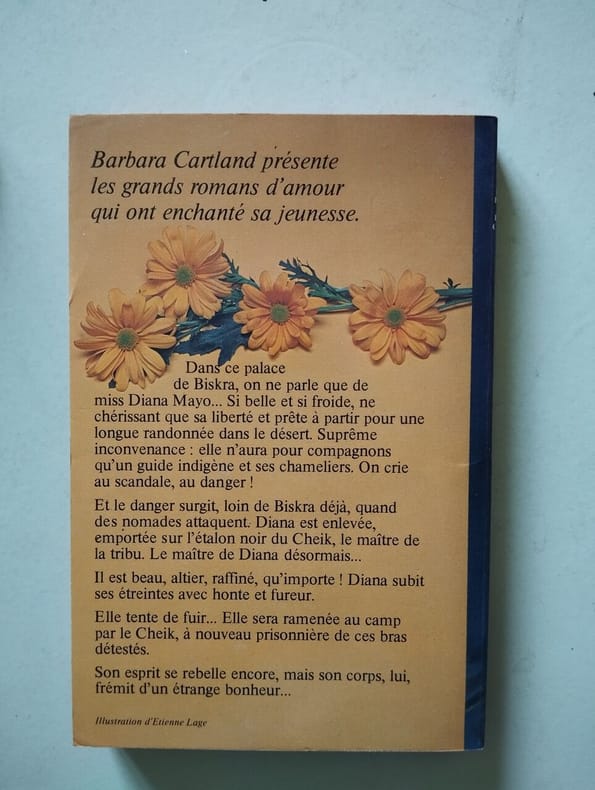 Barbara Cartland présente
les grands romans d'amour
qui ont enchanté sa jeunesse.
Dans ce palace
de Biskra, on ne parle que de
miss Diana Mayo... Si belle et si froide, ne
chérissant que sa liberté et prête à partir pour une
longue randonnée dans le désert. Suprême
inconvenance : elle n'aura pour compagnons
qu'un guide indigène et ses chameliers. On crie
au scandale, au danger !
Et le danger surgit, loin de Biskra déjà, quand
des nomades attaquent. Diana est enlevée,
emportée sur l'étalon noir du Cheik, le maître de
la tribu. Le maître de Diana désormais...
Il est beau, altier, raffiné, qu'importe ! Diana subit
ses étreintes avec honte et fureur.
Elle tente de fuir... Elle sera ramenée au camp
par le Cheik, à nouveau prisonnière de ces bras
détestés.
Son esprit se rebelle encore, mais son corps, lui,
frémit d'un étrange bonheur...
Illustration d'Etienne Lage